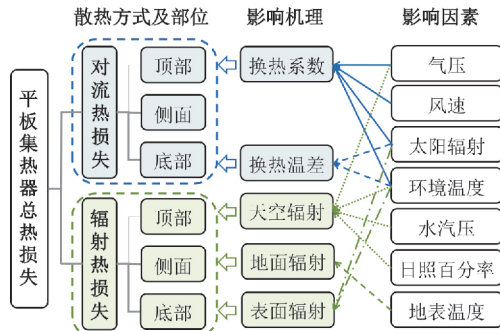 散热方式及部位
影响机理
影响因素
平板集热器总热损失
对流热损失
顶部
侧面
底部
换热系数
换热温差
辐射热损失
顶部
侧面
底部
天空辐射
地面辐射
表面辐射
气压
风速
太阳辐射
环境温度
水汽压
日照百分率
地表温度